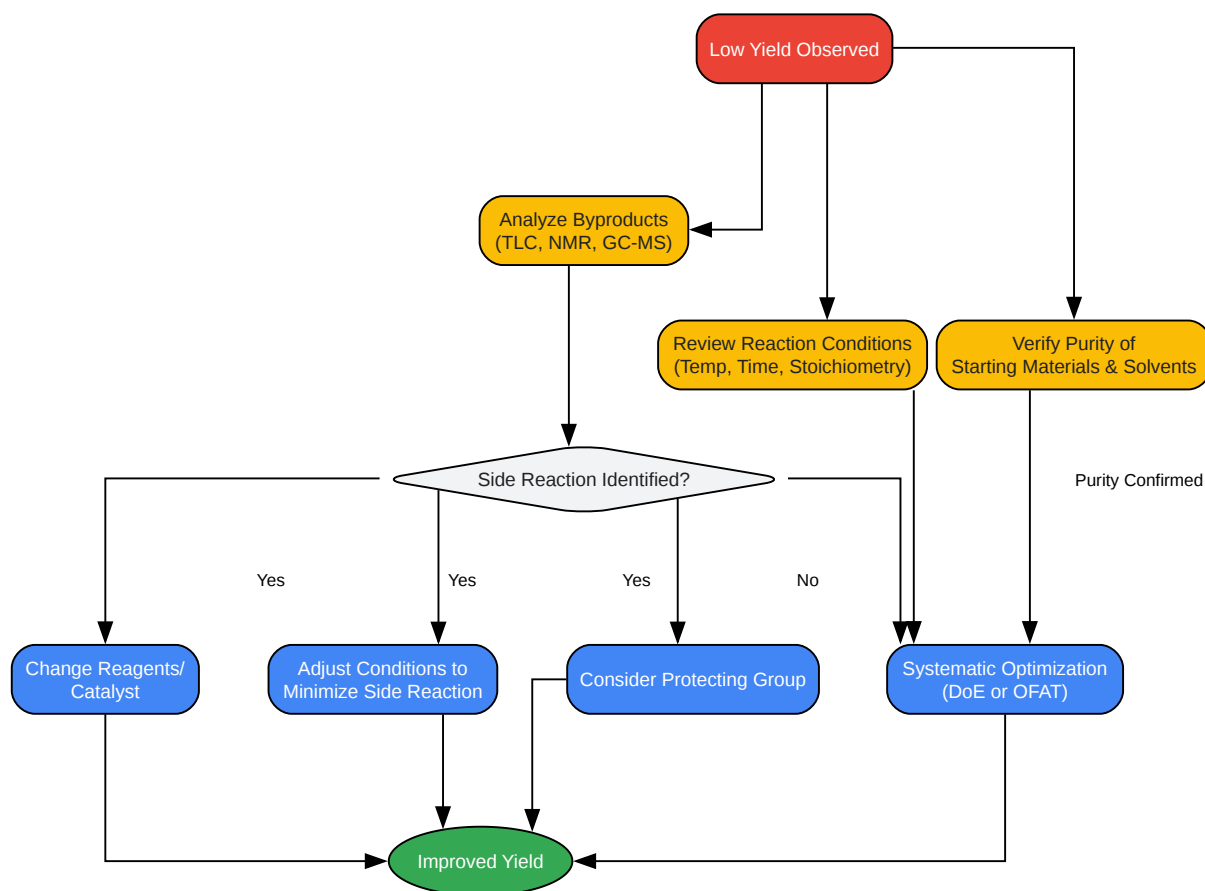 Low Yield Observed
Analyze Byproducts
(TLC, NMR, GC-MS)
Review Reaction Conditions
(Temp, Time, Stoichiometry)
Verify Purity of
Starting Materials & Solvents
Side Reaction Identified?
Purity Confirmed
Yes
Yes
Yes
No
Change Reagents/
Catalyst
Adjust Conditions to
Minimize Side Reaction
Consider Protecting Group
Systematic Optimization
(DoE or OFAT)
Improved Yield